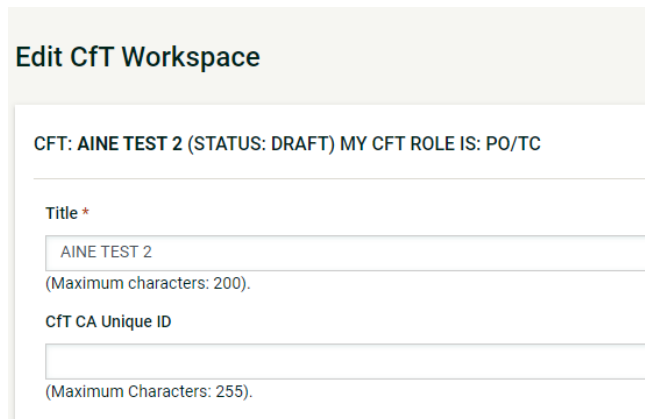 Edit CfT Workspace
CFT: AINE TEST 2 (STATUS: DRAFT) MY CFT ROLE IS: PO/TC
Title *
AINE TEST 2
(Maximum characters: 200).
CfT CA Unique ID
(Maximum Characters: 255).